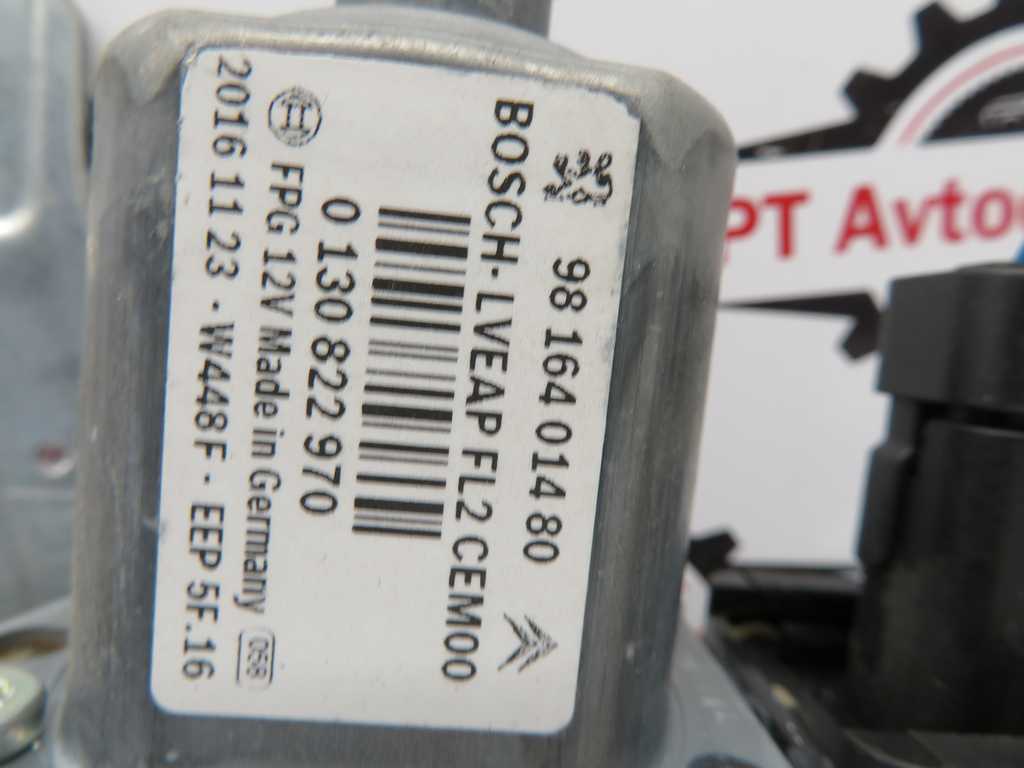 98 164 014 80
BOSCH-LVEAP FL2 CEM00
0 130 822 970
FPG 12V Made in Germany 0568
2016 11 23 - W448F - EEP 5F.16
PT Avto